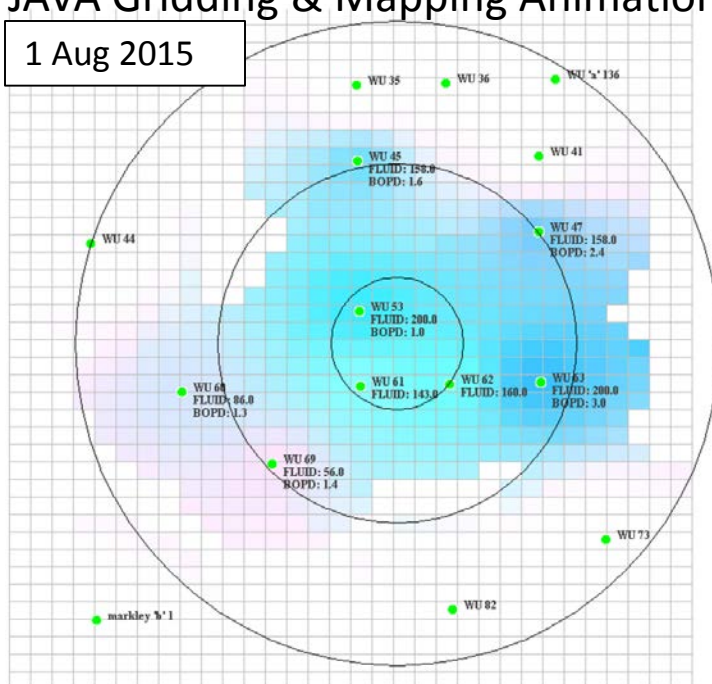 JAVA Gridding & Mapping Animation
1 Aug 2015
WU 35
WU 36
WU 'a' 136
WU 45
FLUID: 158.0
BOPD: 1.6
WU 41
WU 47
FLUID: 158.0
BOPD: 2.4
WU 44
WU 53
FLUID: 200.0
BOPD: 1.0
WU 60
FLUID: 86.0
BOPD: 1.3
WU 61
FLUID: 143.0
WU 62
FLUID: 160.0
WU 63
FLUID: 200.0
BOPD: 3.0
WU 69
FLUID: 56.0
BOPD: 1.4
WU 73
WU 82
markley 'b' 1